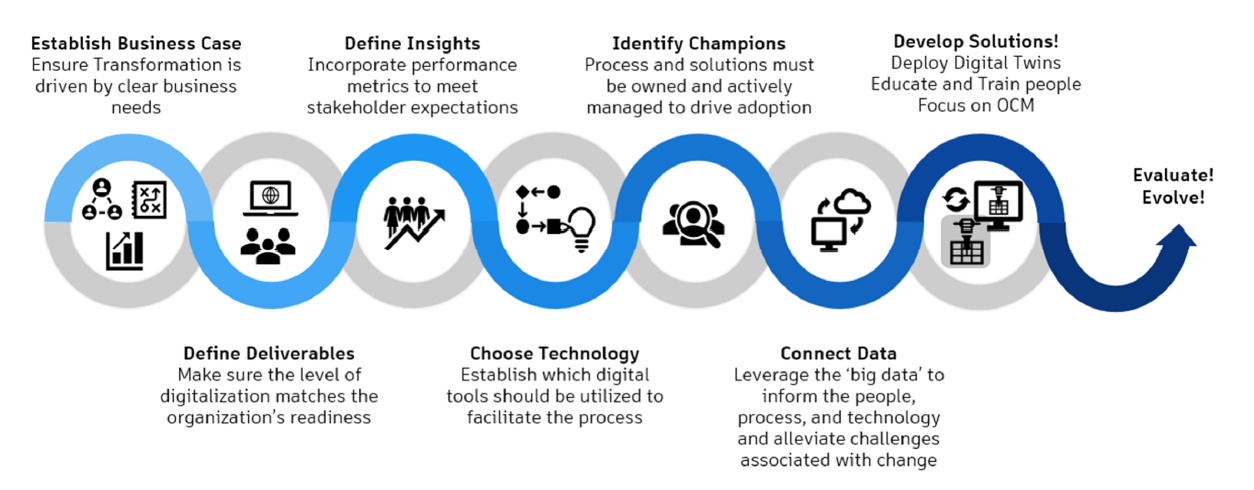 Establish Business Case
Ensure Transformation is
driven by clear business
needs
Define Insights
Incorporate performance
metrics to meet
stakeholder expectations
Identify Champions
Process and solutions must
be owned and actively
managed to drive adoption
Develop Solutions!
Deploy Digital Twins
Educate and Train people
Focus on OCM
Evaluate!
Evolve!
Define Deliverables
Make sure the level of
digitalization matches the
organization's readiness
Choose Technology
Establish which digital
tools should be utilized to
facilitate the process
Connect Data
Leverage the 'big data' to
inform the people,
process, and technology
and alleviate challenges
associated with change